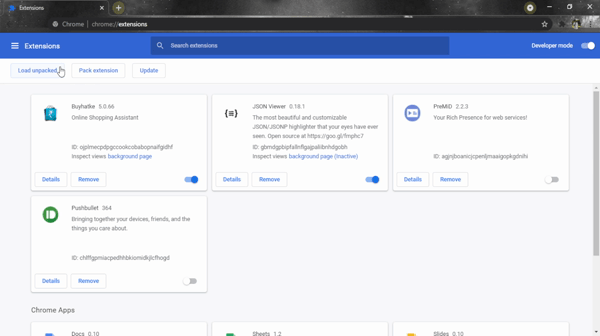 Extensions
Chrome | chrome://extensions
Extensions
Search extensions
Developer mode
Load unpacked
Pack extension
Update
Buyhatke 5.0.66
Online Shopping Assistant
Inspect views background page
Details
Remove
JSON Viewer 0.18.1
The most beautiful and customizable
JSON/JSONP highlighter that your eyes have ever
seen. Open source at https://goo.gl/fmphc7
ID: gbmdgpbipfallnflgajpaliibnhdgobh
Inspect views background page (Inactive)
Details
Remove
PreMiD 2.2.3
Your Rich Presence for web services!
ID: agjnjboanicjcpenljmaaigopkgdnihi
Details
Remove
Pushbullet 364
Bringing together your devices, friends, and the
things you care about.
ID: chlffgpmiacpedhhbkiomidkjlcfhogd
Details
Remove
Chrome Apps
Docs 0.10
Sheets 1.2
Slides 0.10